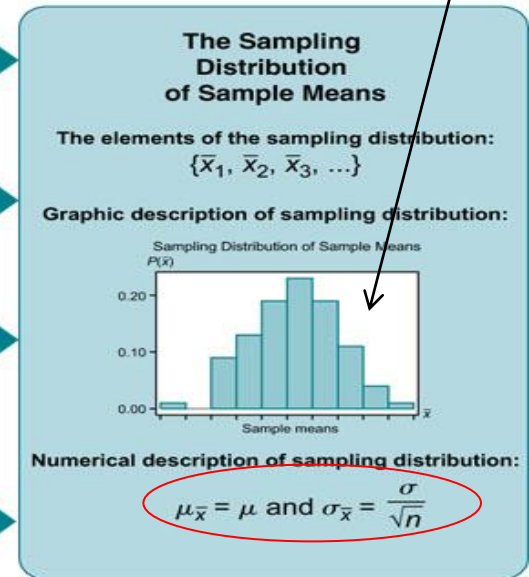 The Sampling
Distribution
of Sample Means
The elements of the sampling distribution:
{x̅₁, x̅₂, x̅₃, ...}
Graphic description of sampling distribution:
Sampling Distribution of Sample Means
P(x̅)
0.20
0.10
0.00
x̅
Sample means
Numerical description of sampling distribution:
μx̅ = μ and σx̅ = σ/√n